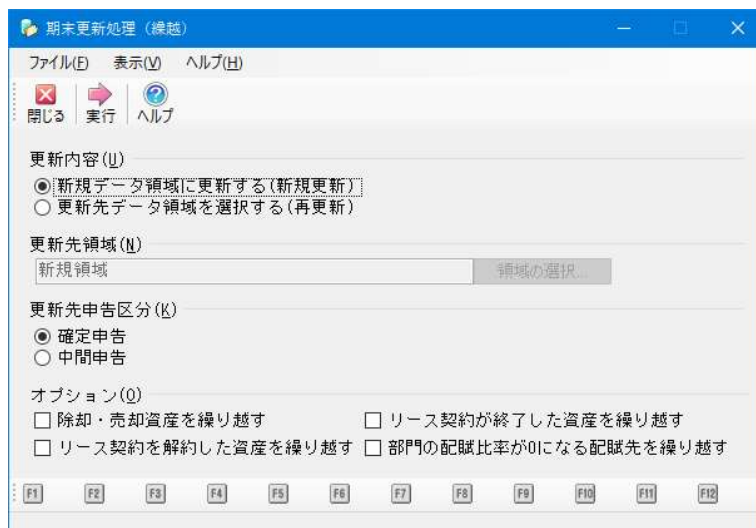 期末更新処理（繰越）
ファイル(F) 表示(V) ヘルプ(H)
閉じる 実行 ヘルプ
更新内容(U)
新規データ領域に更新する(新規更新)
更新先データ領域を選択する(再更新)
更新先領域(N)
新規領域 領域の選択...
更新先申告区分(K)
確定申告
中間申告
オプション(O)
除却・売却資産を繰り越す リース契約が終了した資産を繰り越す
リース契約を解約した資産を繰り越す 部門の配賦比率が0になる配賦先を繰り越す
F1 F2 F3 F4 F5 F6 F7 F8 F9 F10 F11 F12